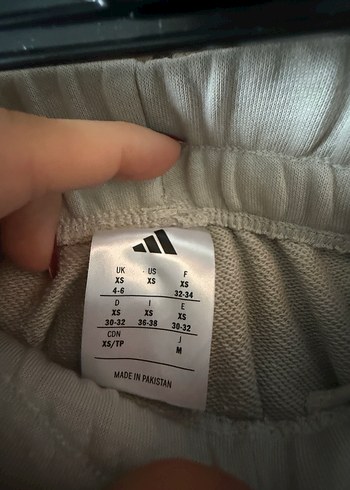 UK US F
XS XS XS
4-6 32-34
D I E
XS XS XS
30-32 36-38 30-32
CDN J
XS/TP M
MADE IN PAKISTAN